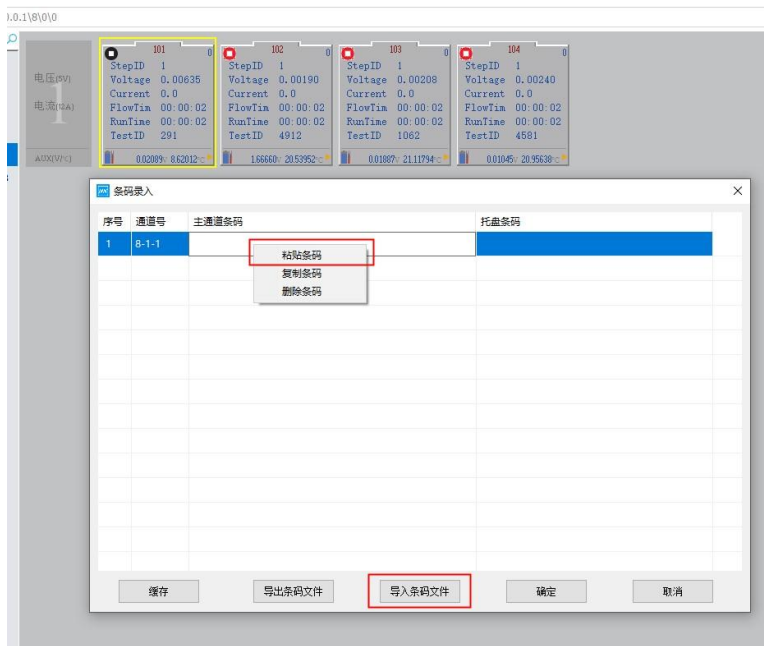 0.0.1\8\0\0
101 0
StepID 1
Voltage 0.00635
Current 0.0
FlowTim 00:00:02
RunTime 00:00:02
TestID 291
0.02089V 8.62012℃
102 0
StepID 1
Voltage 0.00190
Current 0.0
FlowTim 00:00:02
RunTime 00:00:02
TestID 4912
1.66660V 20.53952℃
103 0
StepID 1
Voltage 0.00208
Current 0.0
FlowTim 00:00:02
RunTime 00:00:02
TestID 1062
0.01887V 21.11794℃
104 0
StepID 1
Voltage 0.00240
Current 0.0
FlowTim 00:00:02
RunTime 00:00:02
TestID 4581
0.01045V 20.95638℃
电压(5V)
1
电流(12A)
AUX(V/℃)
条码录入
序号 通道号 主通道条码 托盘条码
1 8-1-1
粘贴条码
复制条码
删除条码
缓存 导出条码文件 导入条码文件 确定 取消